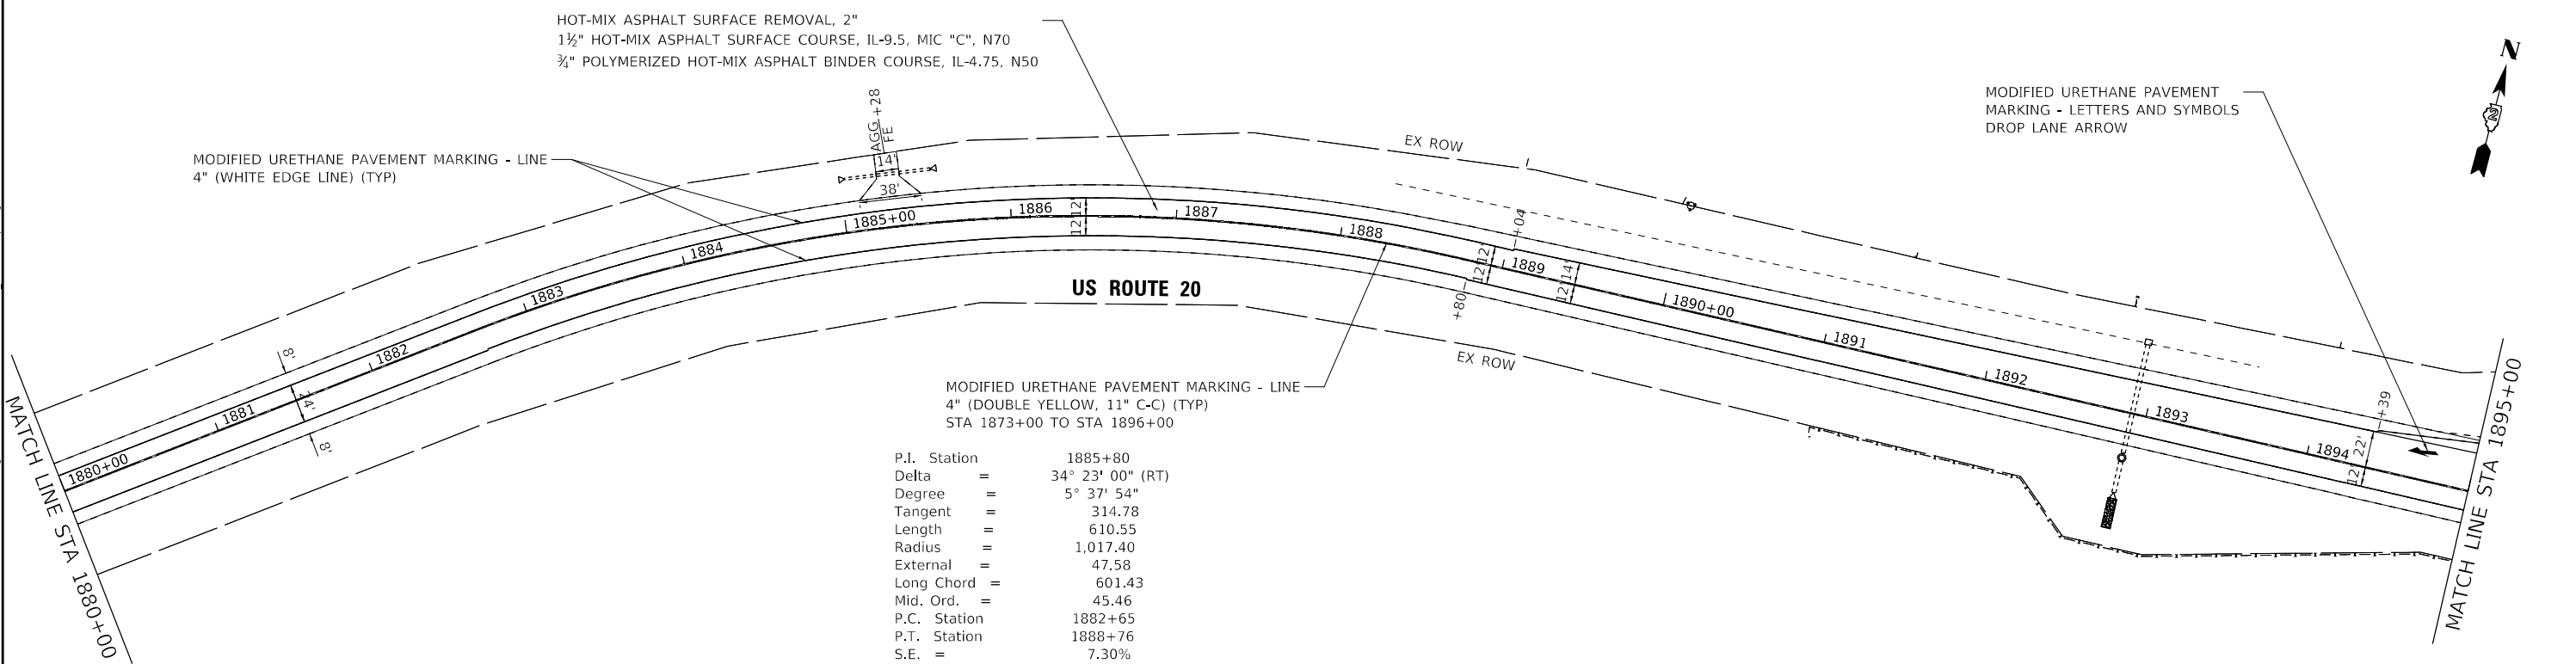 HOT-MIX ASPHALT SURFACE REMOVAL, 2"
1½" HOT-MIX ASPHALT SURFACE COURSE, IL-9.5, MIC "C", N70
¾" POLYMERIZED HOT-MIX ASPHALT BINDER COURSE, IL-4.75, N50
MODIFIED URETHANE PAVEMENT
MARKING - LETTERS AND SYMBOLS
DROP LANE ARROW
N
MODIFIED URETHANE PAVEMENT MARKING - LINE
4" (WHITE EDGE LINE) (TYP)
AGG +28
FE
14'
38'
EX ROW
1880+00
1881
1882
1883
1884
1885+00
1886
1887
1888
1889
1890+00
1891
1892
1893
1894
8'
24'
8'
12'
12'
+04
12'
12'
+80
14'
12'
+39
22'
12'
US ROUTE 20
EX ROW
MODIFIED URETHANE PAVEMENT MARKING - LINE
4" (DOUBLE YELLOW, 11" C-C) (TYP)
STA 1873+00 TO STA 1896+00
P.I. Station 1885+80
Delta = 34° 23' 00" (RT)
Degree = 5° 37' 54"
Tangent = 314.78
Length = 610.55
Radius = 1,017.40
External = 47.58
Long Chord = 601.43
Mid. Ord. = 45.46
P.C. Station 1882+65
P.T. Station 1888+76
S.E. = 7.30%
MATCH LINE STA 1880+00
MATCH LINE STA 1895+00